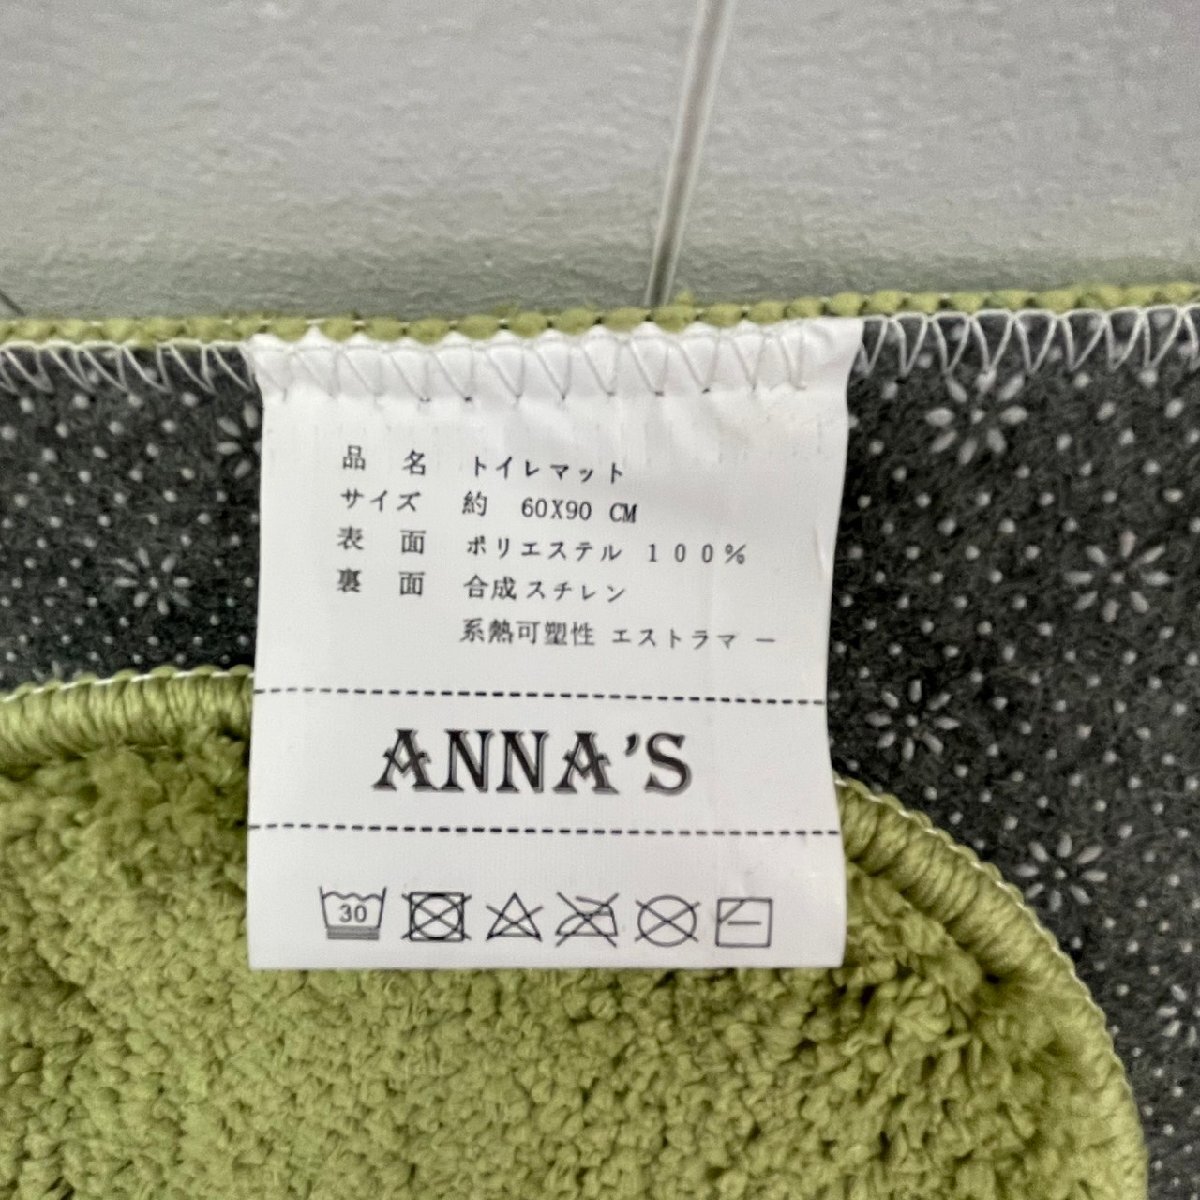 品 名 トイレマット
サイズ 約 60X90 CM
表 面 ポリエステル 100%
裏 面 合成スチレン
系熱可塑性 エストラマー
ANNA'S
30